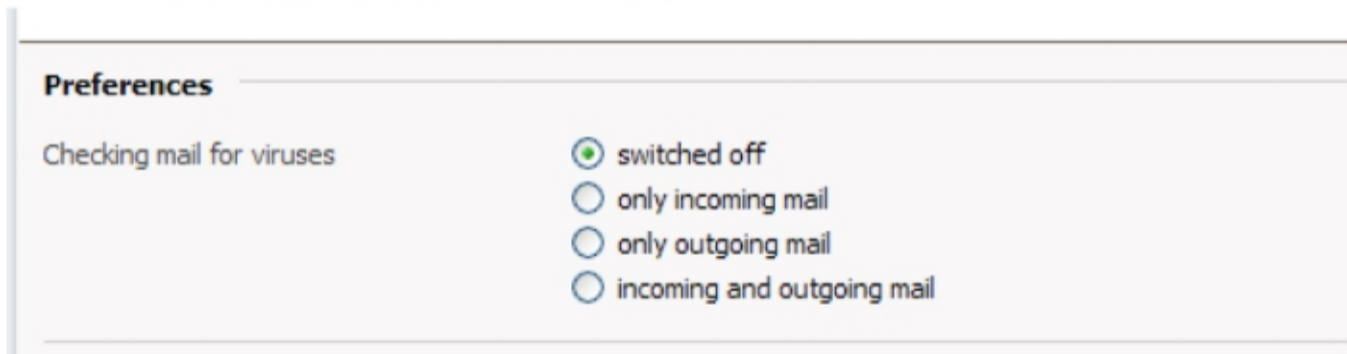 Preferences
Checking mail for viruses
switched off
only incoming mail
only outgoing mail
incoming and outgoing mail